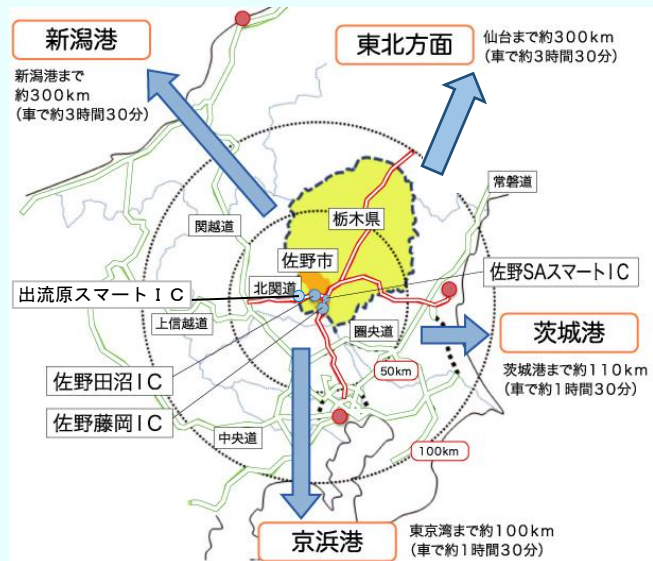 新潟港
新潟港まで
約300km
（車で約3時間30分）
東北方面
仙台まで約300km
（車で約3時間30分）
常磐道
関越道
栃木県
佐野市
北関道
佐野SAスマートIC
出流原スマートＩＣ
上信越道
圏央道
茨城港
茨城港まで約110km
（車で約1時間30分）
佐野田沼IC
50km
佐野藤岡IC
中央道
100km
京浜港
東京湾まで約100km
（車で約1時間30分）